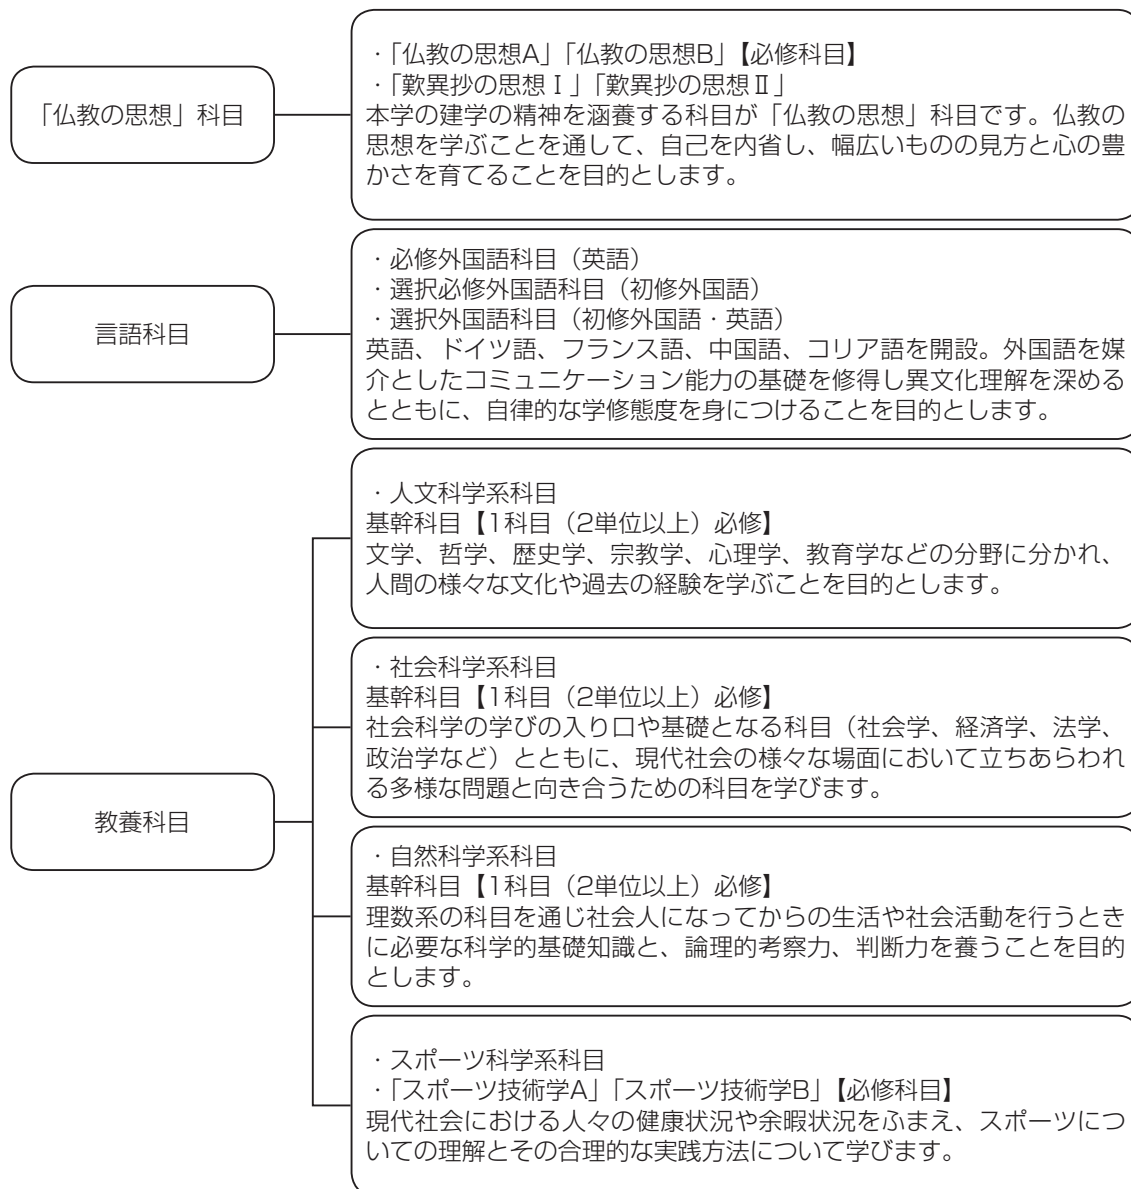 「仏教の思想」科目
・「仏教の思想A」「仏教の思想B」【必修科目】
・「歎異抄の思想Ⅰ」「歎異抄の思想Ⅱ」
本学の建学の精神を涵養する科目が「仏教の思想」科目です。仏教の
思想を学ぶことを通して、自己を内省し、幅広いものの見方と心の豊
かさを育てることを目的とします。
言語科目
・必修外国語科目（英語）
・選択必修外国語科目（初修外国語）
・選択外国語科目（初修外国語・英語）
英語、ドイツ語、フランス語、中国語、コリア語を開設。外国語を媒
介としたコミュニケーション能力の基礎を修得し異文化理解を深める
とともに、自律的な学修態度を身につけることを目的とします。
教養科目
・人文科学系科目
基幹科目【1科目（2単位以上）必修】
文学、哲学、歴史学、宗教学、心理学、教育学などの分野に分かれ、
人間の様々な文化や過去の経験を学ぶことを目的とします。
・社会科学系科目
基幹科目【1科目（2単位以上）必修】
社会科学の学びの入り口や基礎となる科目（社会学、経済学、法学、
政治学など）とともに、現代社会の様々な場面において立ちあらわれ
る多様な問題と向き合うための科目を学びます。
・自然科学系科目
基幹科目【1科目（2単位以上）必修】
理数系の科目を通じ社会人になってからの生活や社会活動を行うとき
に必要な科学的基礎知識と、論理的考察力、判断力を養うことを目的
とします。
・スポーツ科学系科目
・「スポーツ技術学A」「スポーツ技術学B」【必修科目】
現代社会における人々の健康状況や余暇状況をふまえ、スポーツにつ
いての理解とその合理的な実践方法について学びます。